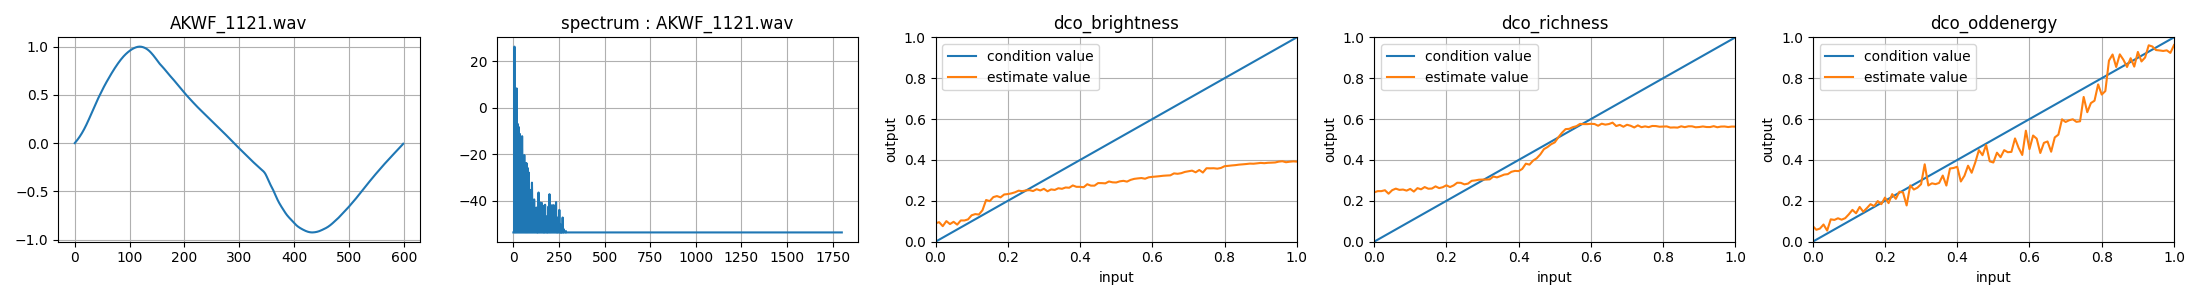 AKWF_1121.wav
1.0
0.5
0.0
−0.5
−1.0
0 100 200 300 400 500 600
spectrum : AKWF_1121.wav
20
0
−20
−40
0 250 500 750 1000 1250 1500 1750
dco_brightness
condition value
estimate value
output
1.0
0.8
0.6
0.4
0.2
0.0
0.0 0.2 0.4 0.6 0.8 1.0
input
dco_richness
condition value
estimate value
output
1.0
0.8
0.6
0.4
0.2
0.0
0.0 0.2 0.4 0.6 0.8 1.0
input
dco_oddenergy
condition value
estimate value
output
1.0
0.8
0.6
0.4
0.2
0.0
0.0 0.2 0.4 0.6 0.8 1.0
input